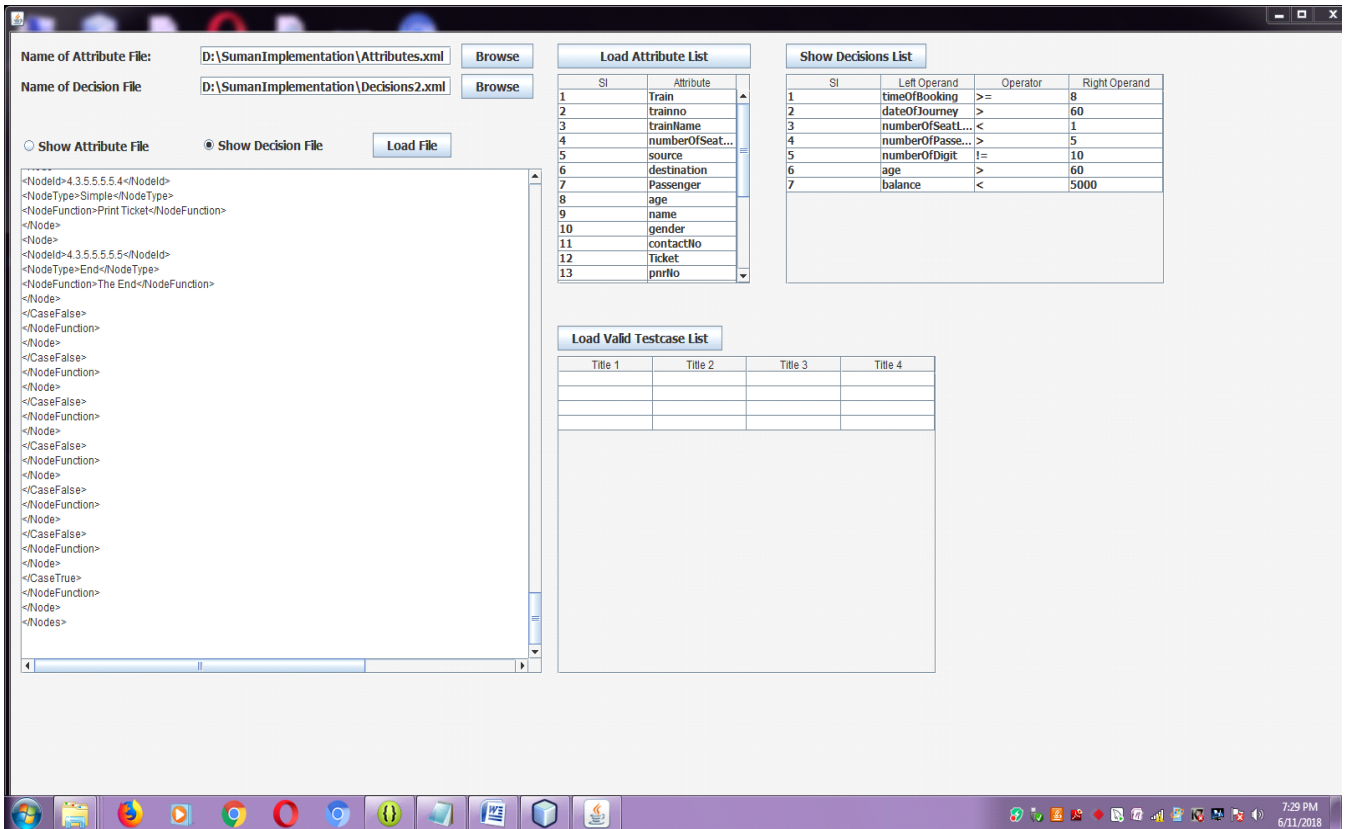 Name of Attribute File: D:\SumanImplementation\Attributes.xml Browse
Name of Decision File D:\SumanImplementation\Decisions2.xml Browse
Show Attribute File Show Decision File Load File
<NodeId>4.3.5.5.5.5.4</NodeId>
<NodeType>Simple</NodeType>
<NodeFunction>Print Ticket</NodeFunction>
</Node>
<Node>
<NodeId>4.3.5.5.5.5.5</NodeId>
<NodeType>End</NodeType>
<NodeFunction>The End</NodeFunction>
</Node>
</CaseFalse>
</NodeFunction>
</Node>
</CaseFalse>
</NodeFunction>
</Node>
</CaseFalse>
</NodeFunction>
</Node>
</CaseFalse>
</NodeFunction>
</Node>
</CaseFalse>
</NodeFunction>
</Node>
</CaseFalse>
</NodeFunction>
</Node>
</CaseTrue>
</NodeFunction>
</Node>
</Nodes>
Load Attribute List
SI Attribute
1 Train
2 trainno
3 trainName
4 numberOfSeat...
5 source
6 destination
7 Passenger
8 age
9 name
10 gender
11 contactNo
12 Ticket
13 pnrNo
Show Decisions List
SI Left Operand Operator Right Operand
1 timeOfBooking >= 8
2 dateOfJourney > 60
3 numberOfSeatL... < 1
4 numberOfPasse... > 5
5 numberOfDigit != 10
6 age > 60
7 balance < 5000
Load Valid Testcase List
Title 1 Title 2 Title 3 Title 4
7:29 PM
6/11/2018